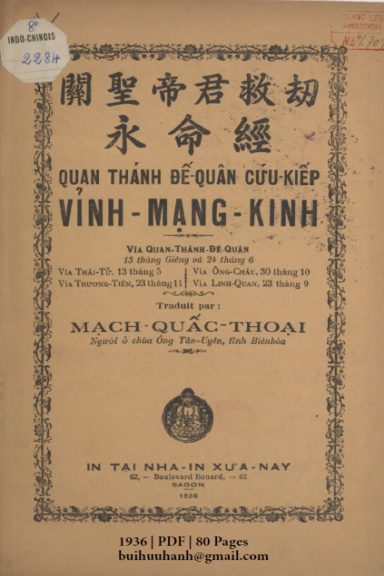 8º
INDO-CHINOIS
2284
關聖帝君救劫
永命經
QUAN THÁNH ĐẾ-QUÂN CỨU-KIẾP
VĨNH-MẠNG-KINH
VÍA QUAN-THÁNH-ĐẾ-QUÂN
13 tháng Giêng và 24 tháng 6
VÍA THÁI-TỬ, 13 tháng 5
VÍA ÔNG-CHÂU, 30 tháng 10
VÍA THƯƠNG-TIÊN, 23 tháng 11
VÍA LINH-QUAN, 23 tháng 9
Traduit par :
MẠCH-QUẤC-THOẠI
Người ở chùa Ông Tân-Uyên, tỉnh Biênhòa
IN TẠI NHÀ-IN XƯA-NAY
62, — Boulevard Bonard, — 62
SAGON
1936
1936 | PDF | 80 Pages
buihuuhanh@gmail.com